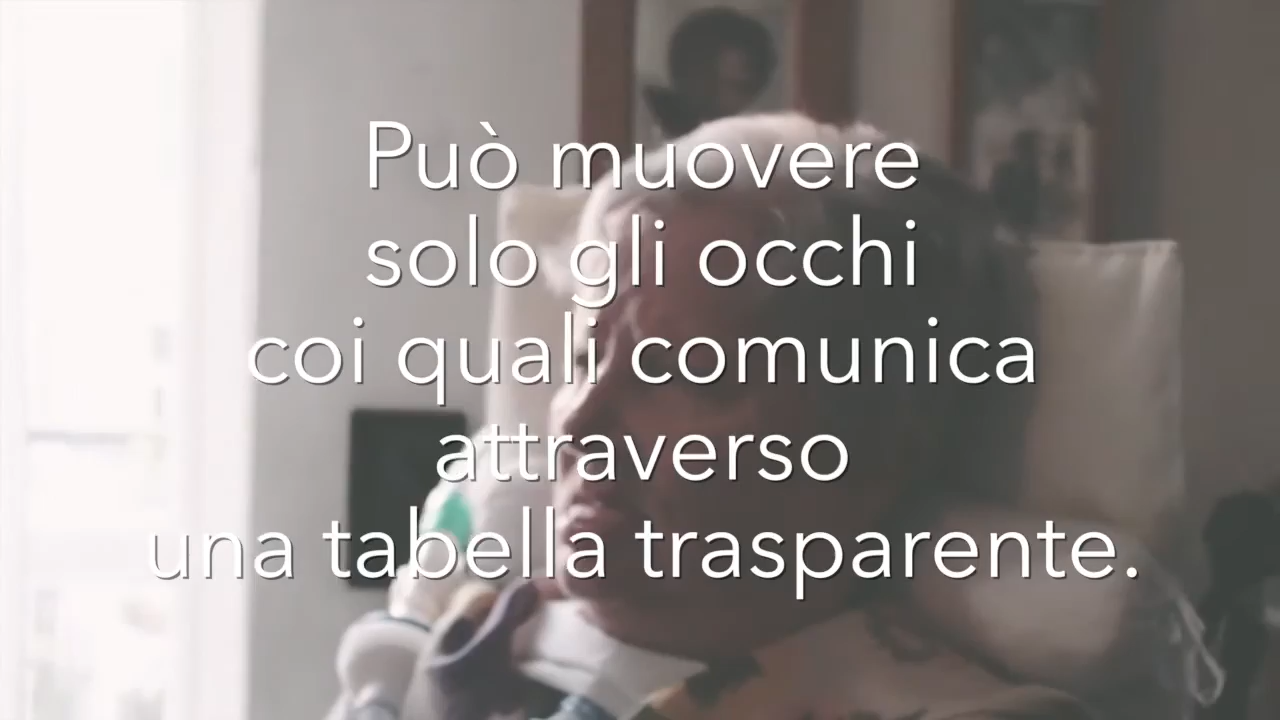 Può muovere
solo gli occhi
coi quali comunica
attraverso
una tabella trasparente.